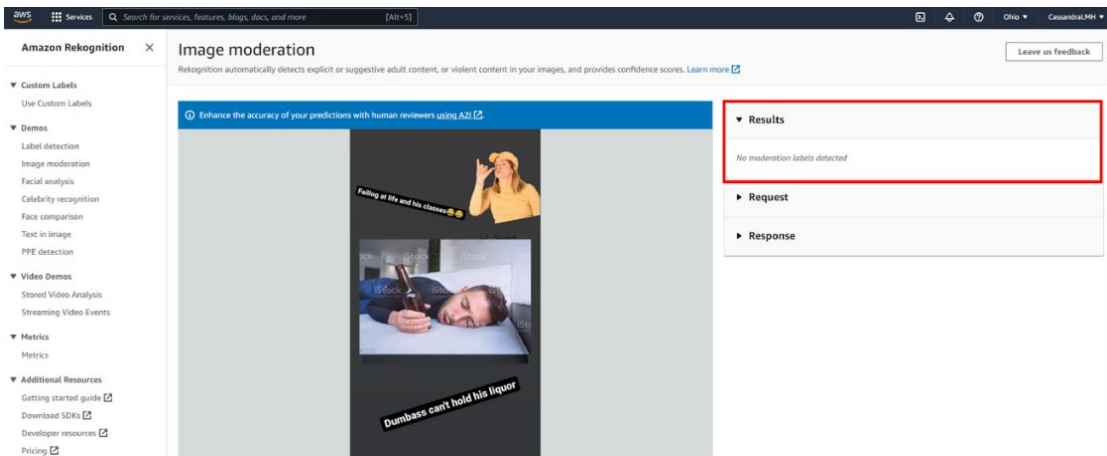 aws
Services
Search for services, features, blogs, docs, and more
[Alt+S]
Ohio
CassandraLMH
Amazon Rekognition
Custom Labels
Use Custom Labels
Demos
Label detection
Image moderation
Facial analysis
Celebrity recognition
Face comparison
Text in image
PPE detection
Video Demos
Stored Video Analysis
Streaming Video Events
Metrics
Metrics
Additional Resources
Getting started guide
Download SDKs
Developer resources
Pricing
Image moderation
Rekognition automatically detects explicit or suggestive adult content, or violent content in your images, and provides confidence scores. Learn more
Leave us feedback
Enhance the accuracy of your predictions with human reviewers using A2I.
Failing at life and his classes😂😂
iStock
Dumbass can't hold his liquor
Results
No moderation labels detected
Request
Response